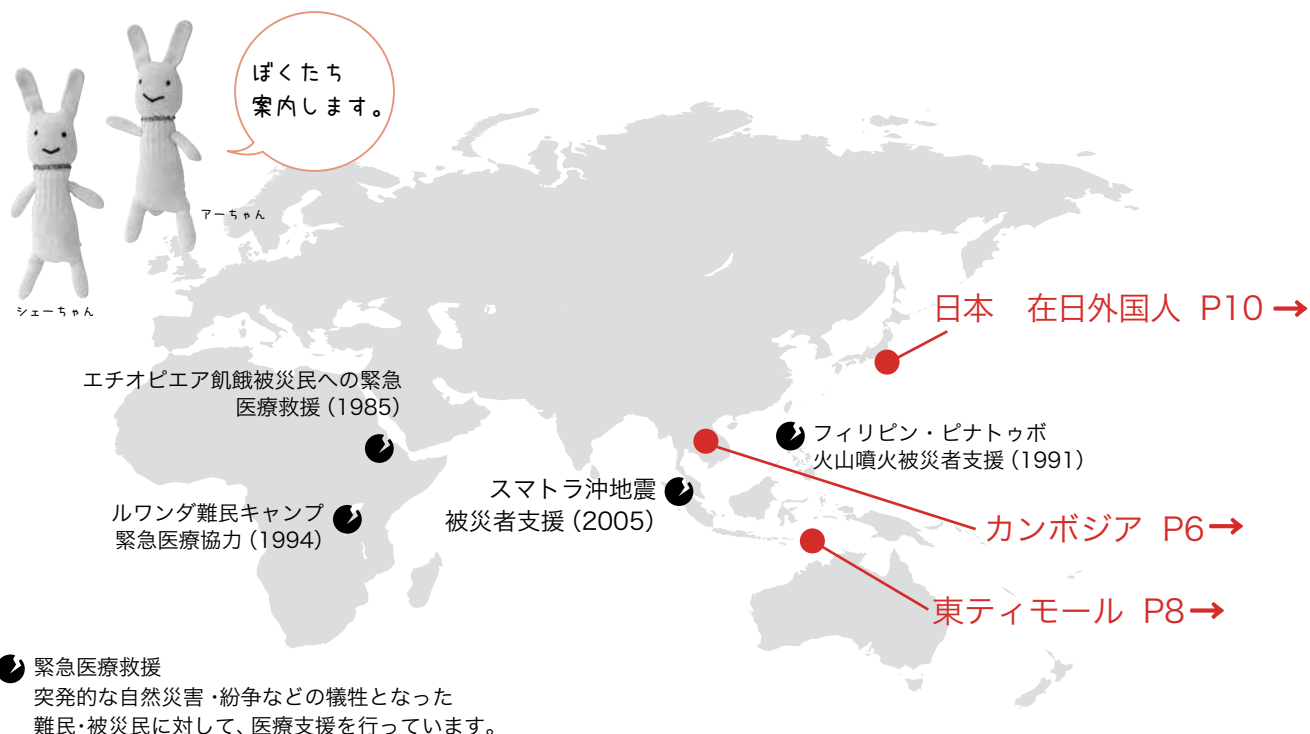 ぼくたち
案内します。
アーちゃん
シェーちゃん
日本　在日外国人 P10 →
エチオピエア飢餓被災民への緊急
医療救援（1985）
フィリピン・ピナトゥボ
火山噴火被災者支援（1991）
スマトラ沖地震
被災者支援（2005）
ルワンダ難民キャンプ
緊急医療協力（1994）
カンボジア P6→
東ティモール P8→
緊急医療救援
突発的な自然災害・紛争などの犠牲となった
難民・被災民に対して、医療支援を行っています。